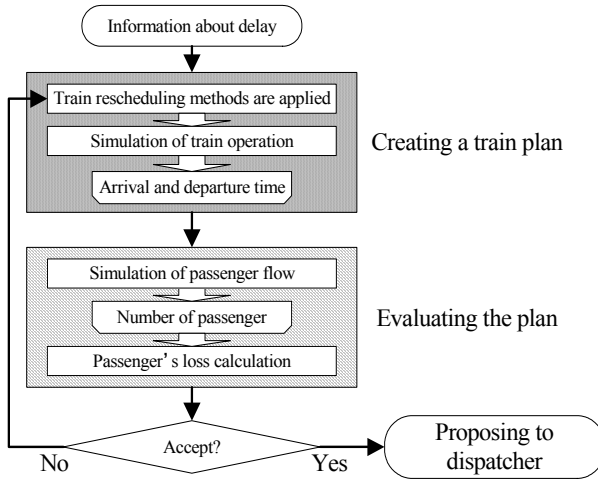 Information about delay
Train rescheduling methods are applied
Simulation of train operation
Arrival and departure time
Creating a train plan
Simulation of passenger flow
Number of passenger
Passenger's loss calculation
Evaluating the plan
Accept?
No
Yes
Proposing to
dispatcher